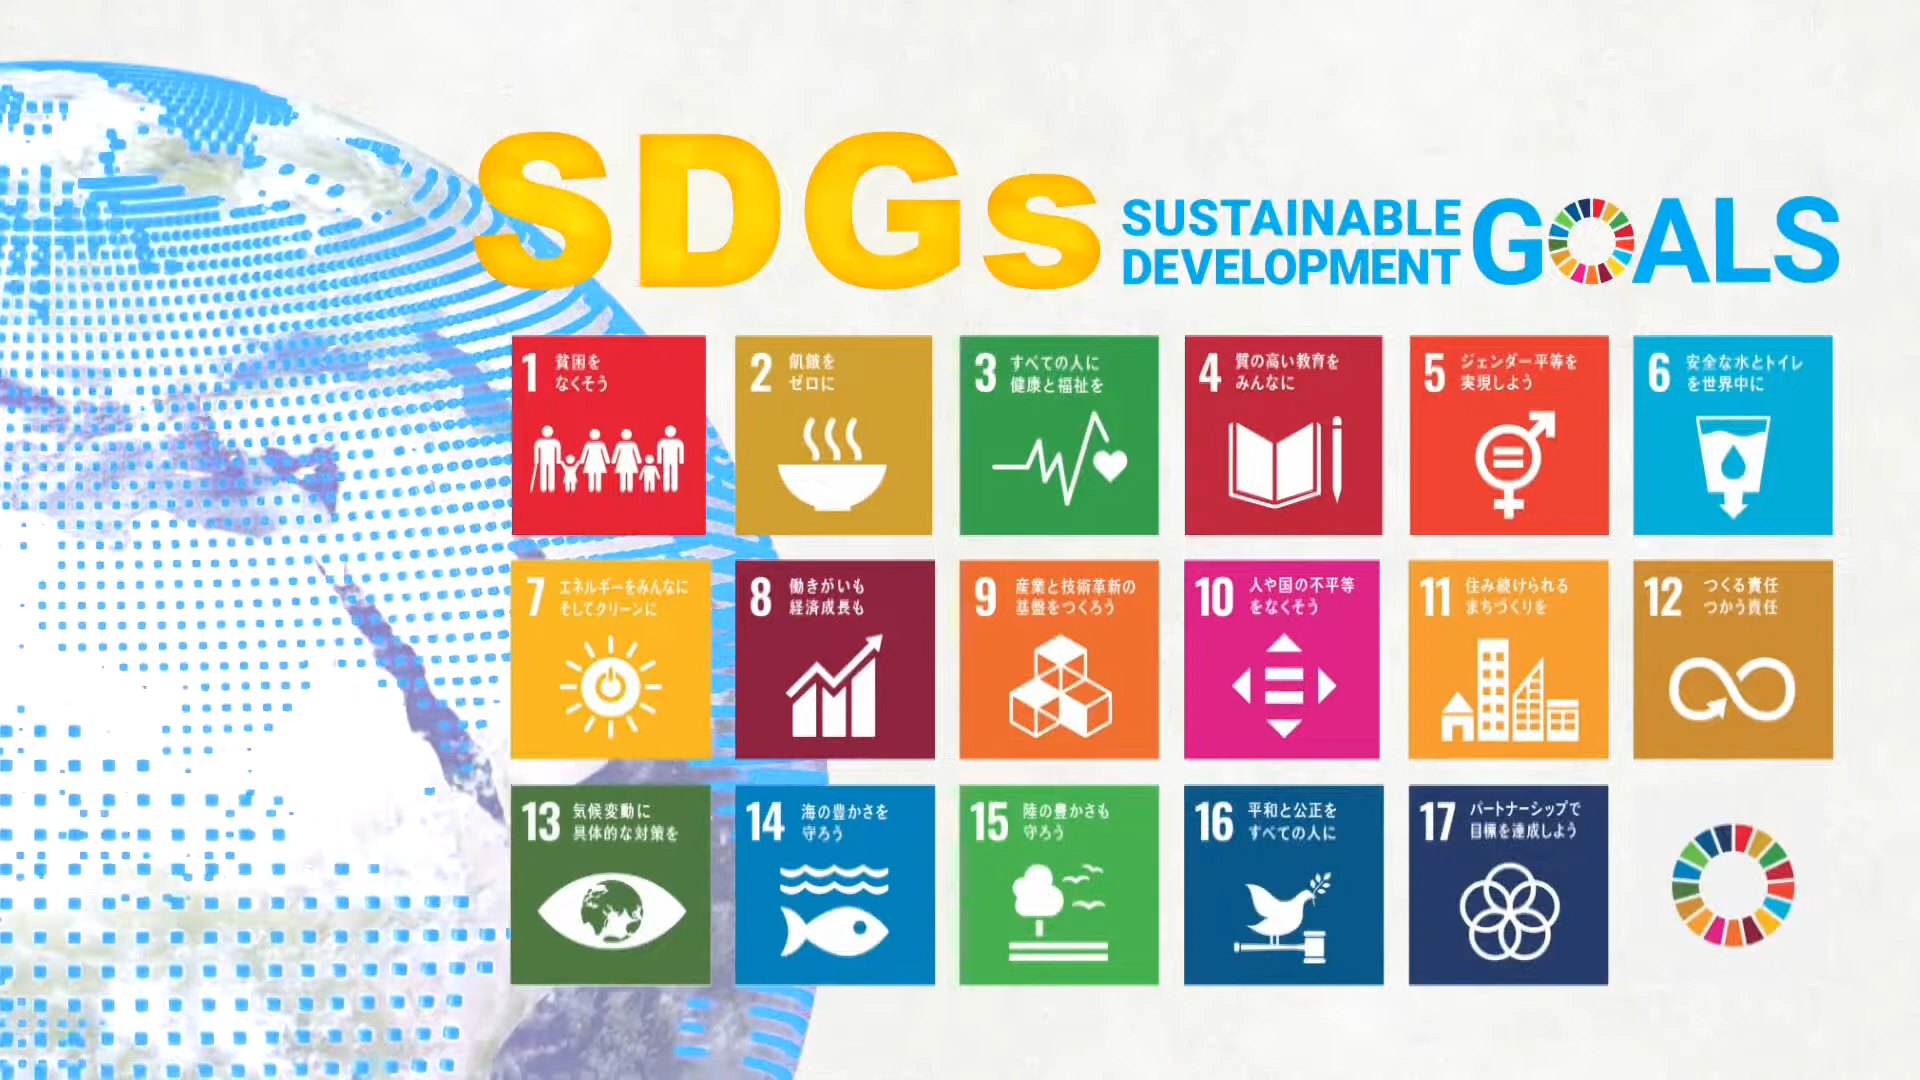 SDGs
SUSTAINABLE
DEVELOPMENT
GOALS
1 貧困を
なくそう
2 飢餓を
ゼロに
3 すべての人に
健康と福祉を
4 質の高い教育を
みんなに
5 ジェンダー平等を
実現しよう
6 安全な水とトイレ
を世界中に
7 エネルギーをみんなに
そしてクリーンに
8 働きがいも
経済成長も
9 産業と技術革新の
基盤をつくろう
10 人や国の不平等
をなくそう
11 住み続けられる
まちづくりを
12 つくる責任
つかう責任
13 気候変動に
具体的な対策を
14 海の豊かさを
守ろう
15 陸の豊かさも
守ろう
16 平和と公正を
すべての人に
17 パートナーシップで
目標を達成しよう